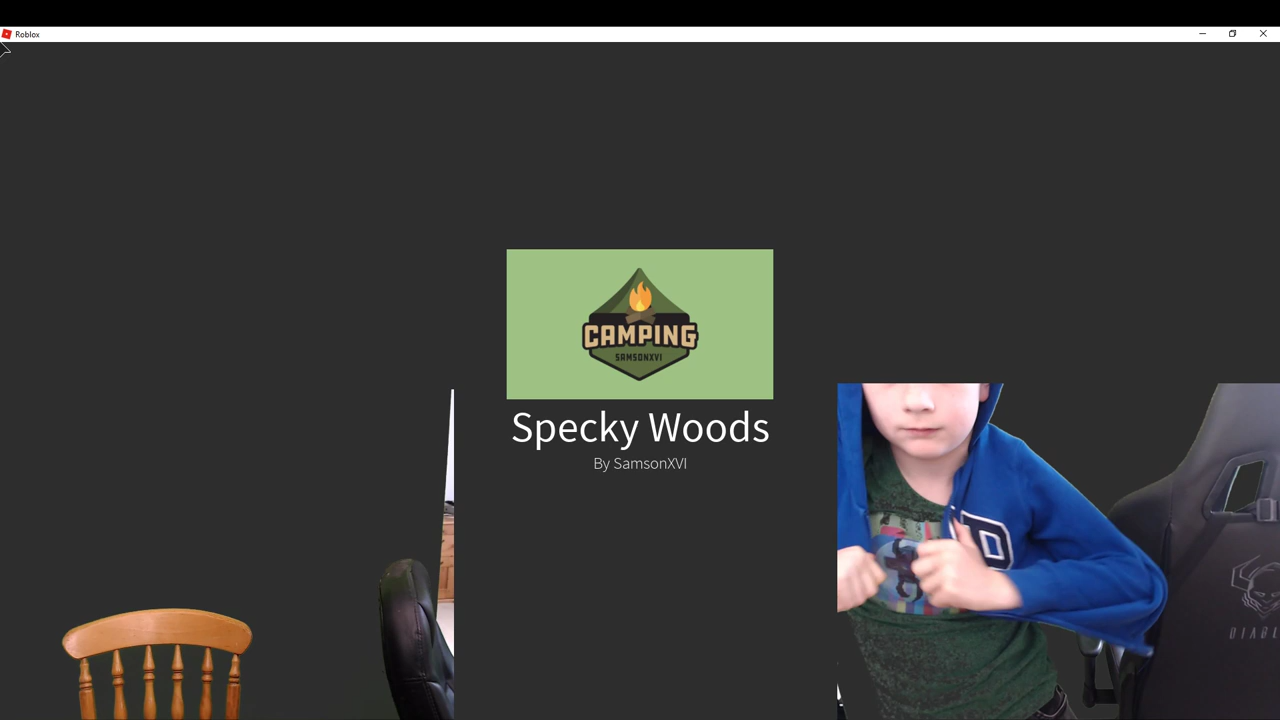 Roblox
CAMPING
SAMSONXVI
Specky Woods
By SamsonXVI
P